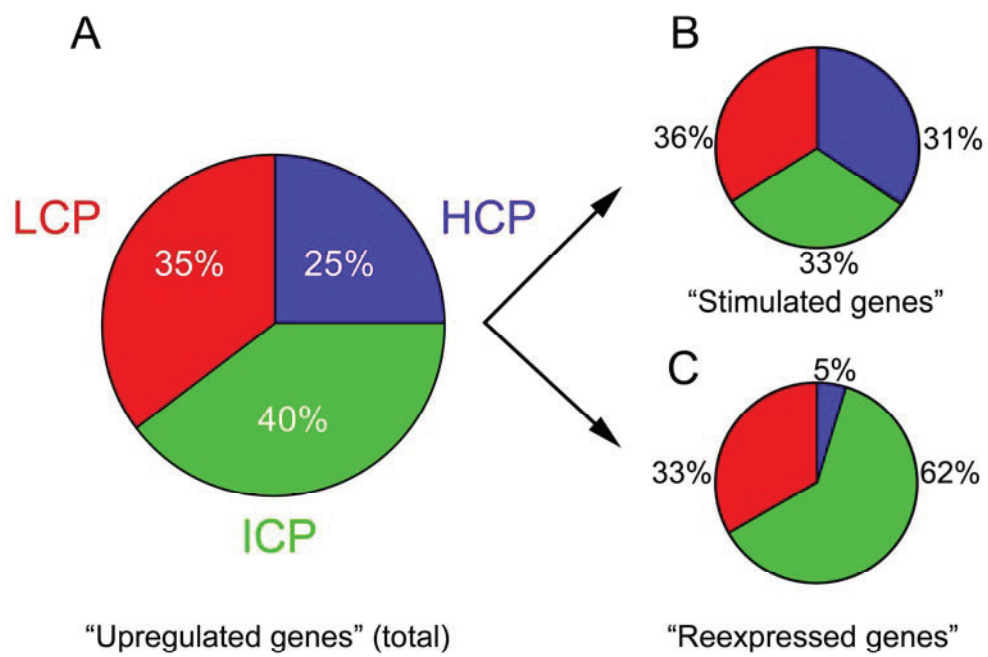 A
LCP
HCP
35%
25%
40%
ICP
“Upregulated genes” (total)
B
36%
31%
33%
“Stimulated genes”
C
5%
33%
62%
“Reexpressed genes”